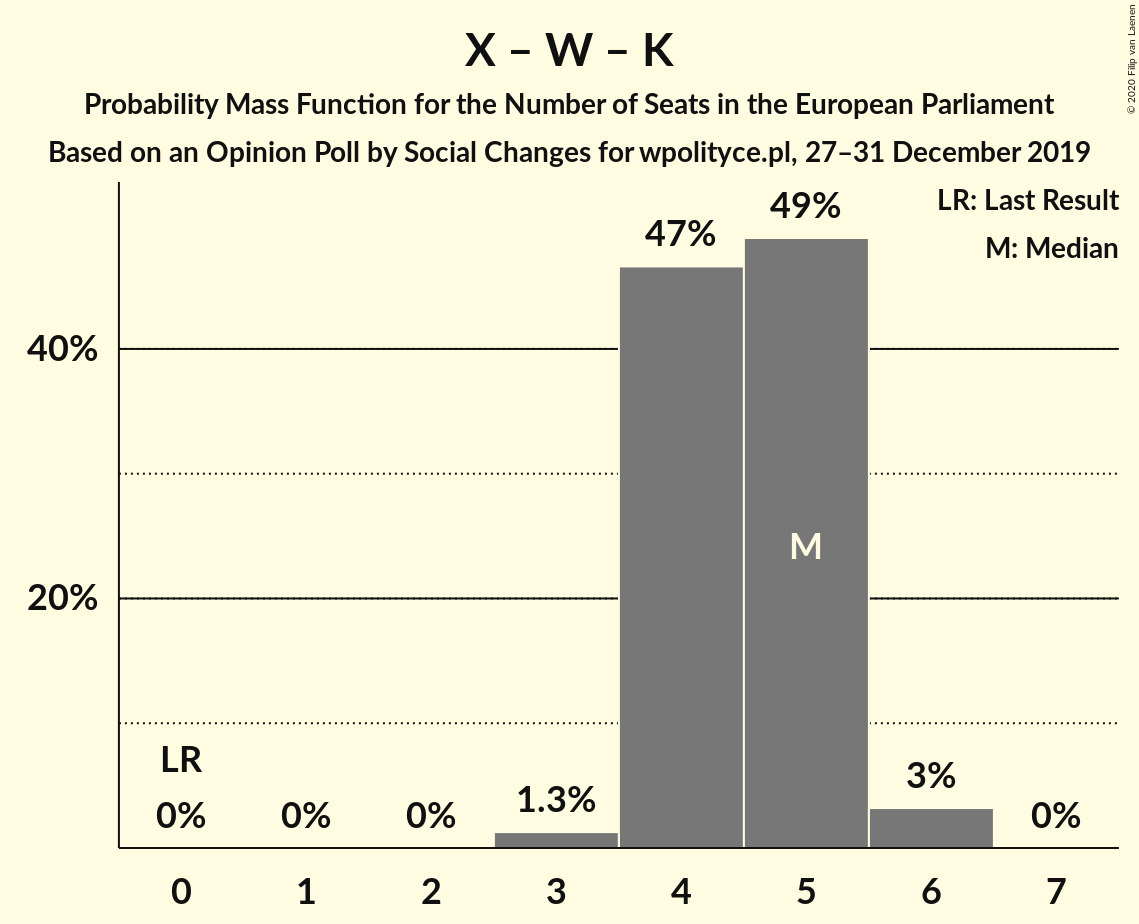 X – W – K
Probability Mass Function for the Number of Seats in the European Parliament
Based on an Opinion Poll by Social Changes for wpolityce.pl, 27–31 December 2019
© 2020 Filip van Laenen
LR: Last Result
M: Median
40%
20%
LR
0%
0%
0%
1.3%
47%
49%
M
3%
0%
0 1 2 3 4 5 6 7